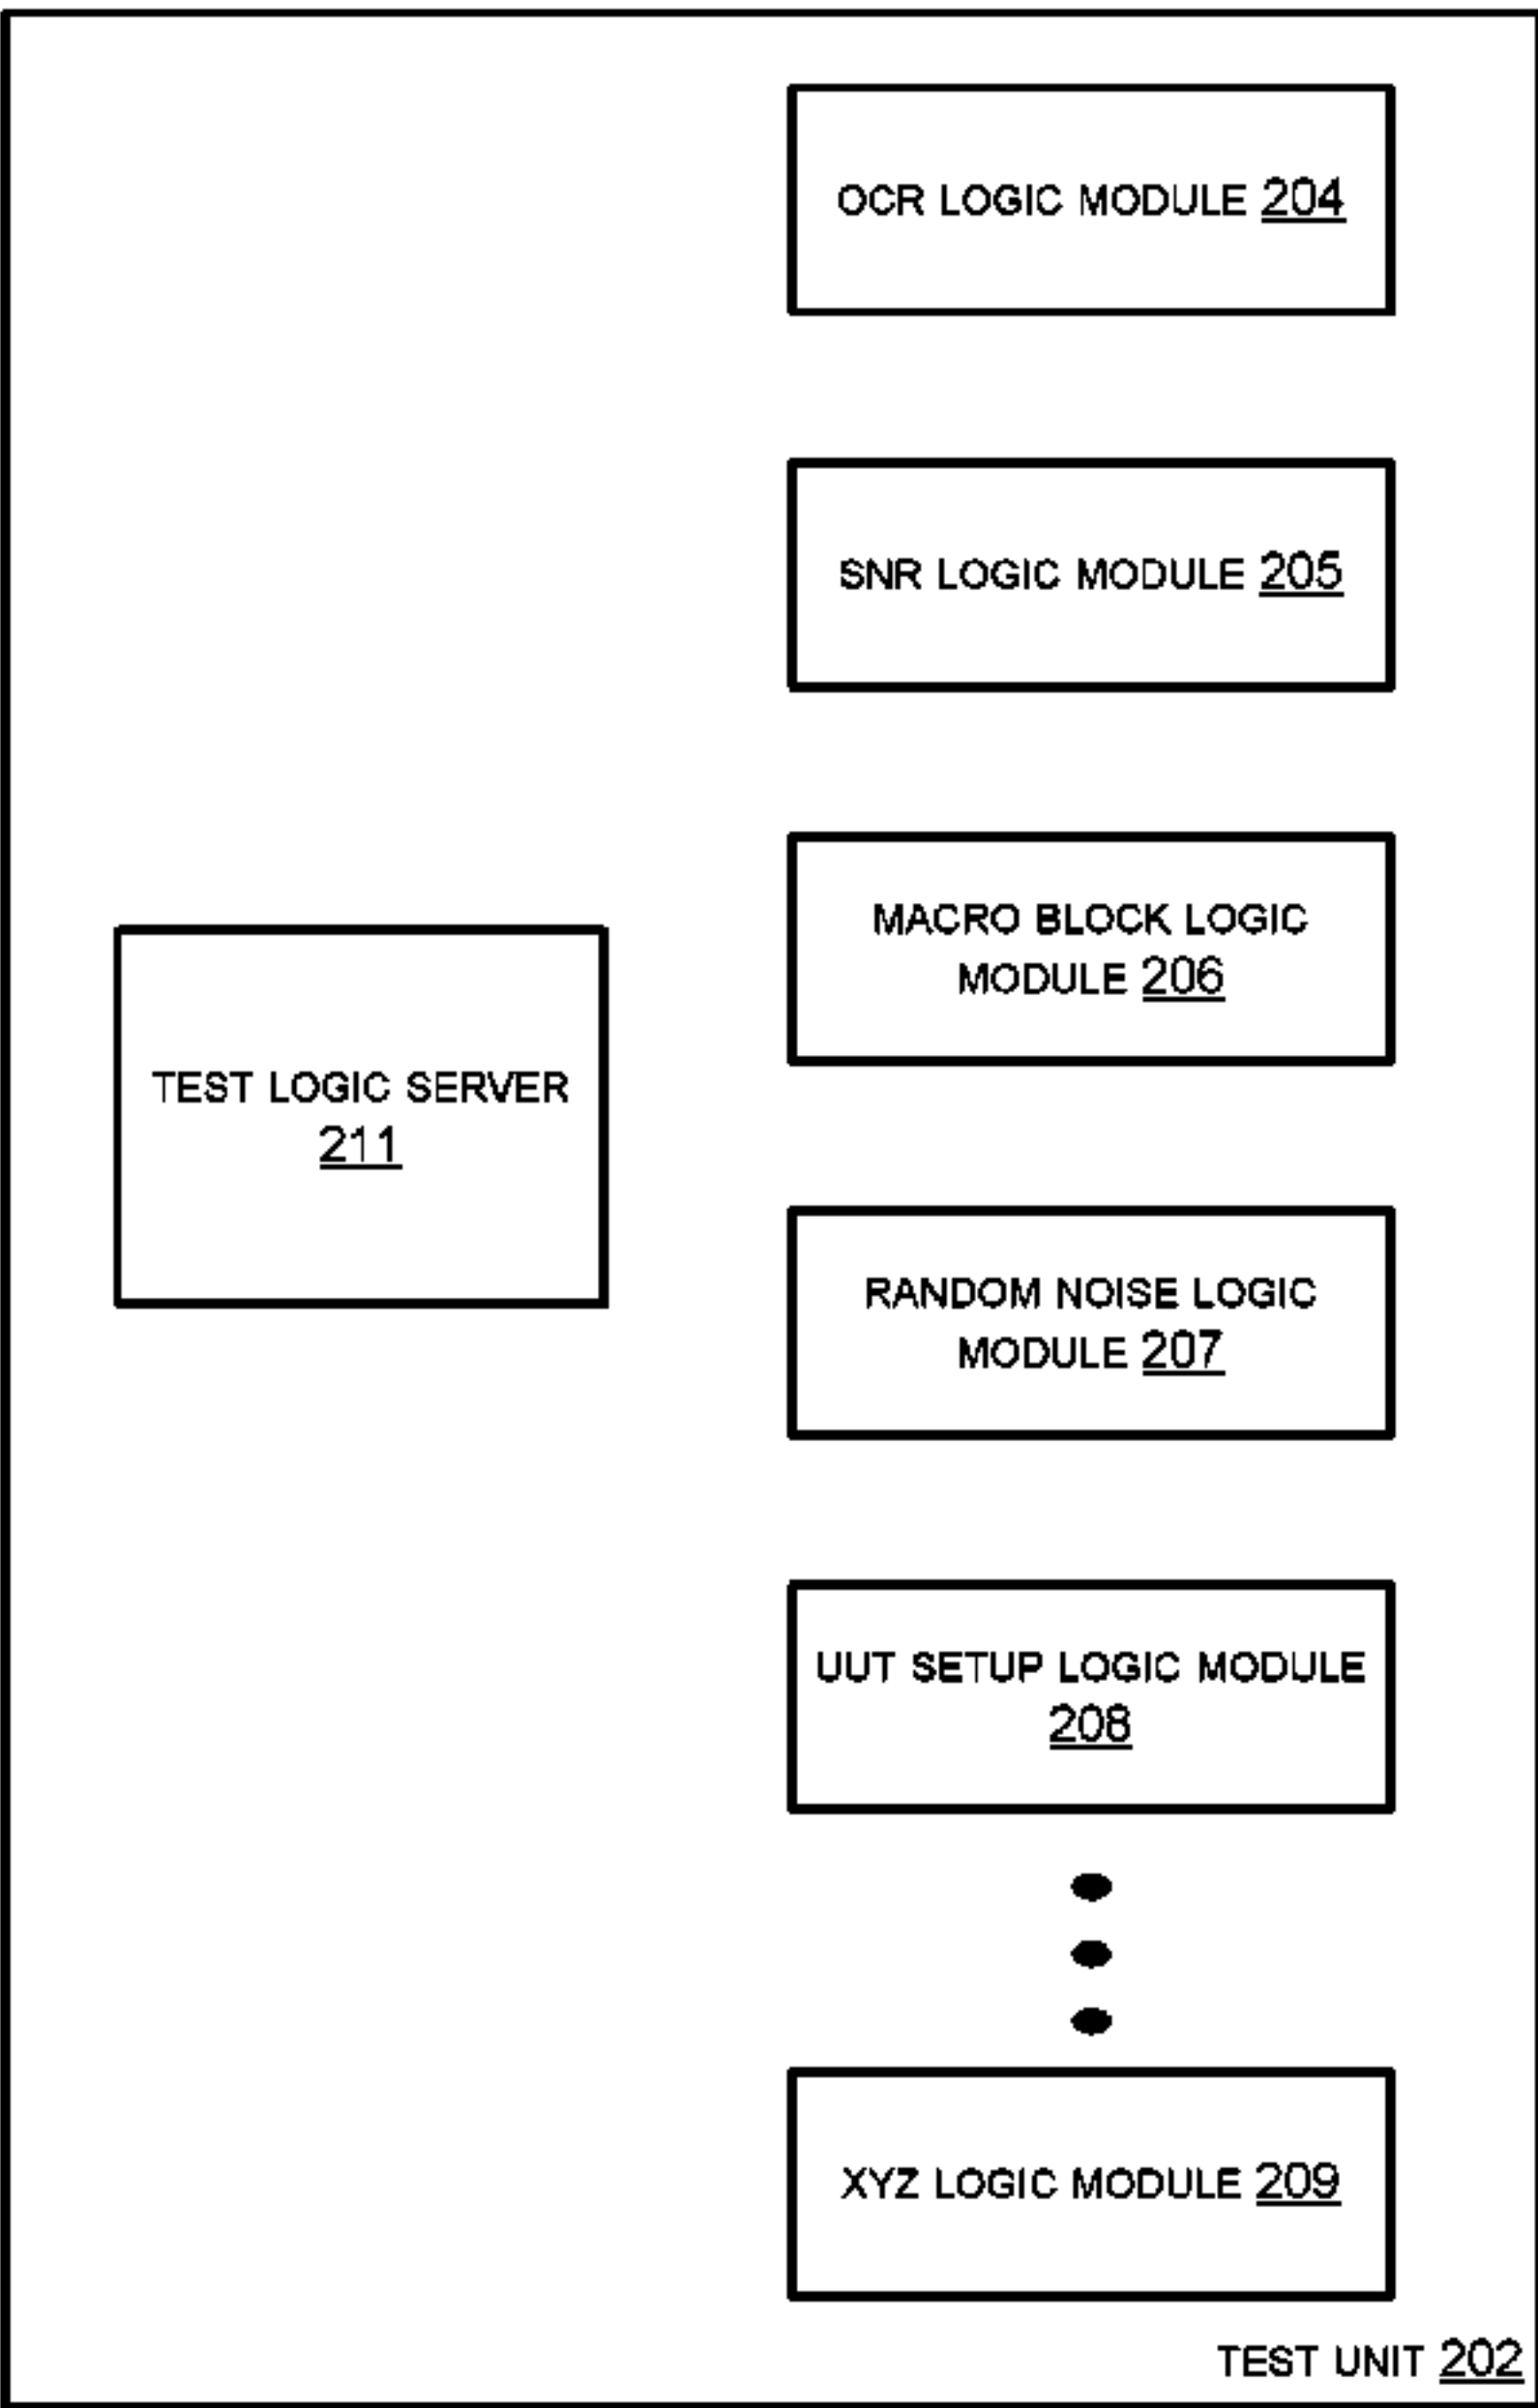 OCR LOGIC MODULE 204
SNR LOGIC MODULE 205
MACRO BLOCK LOGIC
MODULE 206
TEST LOGIC SERVER
211
RANDOM NOISE LOGIC
MODULE 207
UUT SETUP LOGIC MODULE
208
XYZ LOGIC MODULE 209
TEST UNIT 202